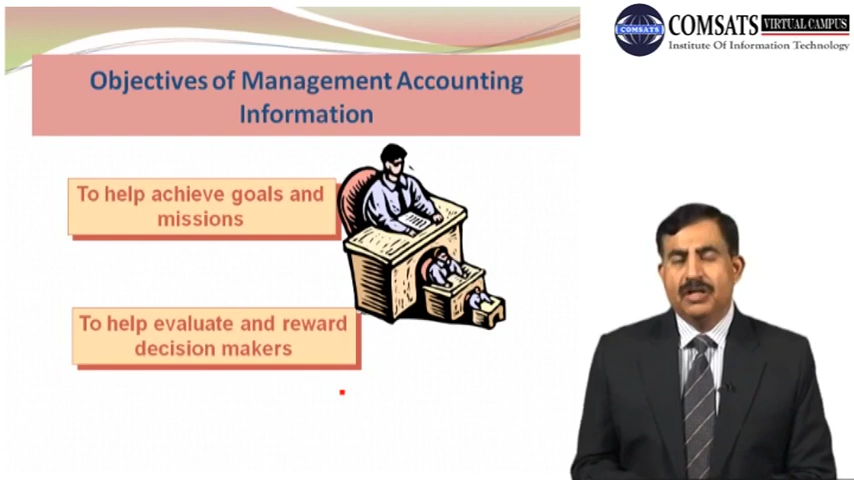 COMSATS VIRTUAL CAMPUS
COMSATS
Institute Of Information Technology
Objectives of Management Accounting
Information
To help achieve goals and
missions
To help evaluate and reward
decision makers